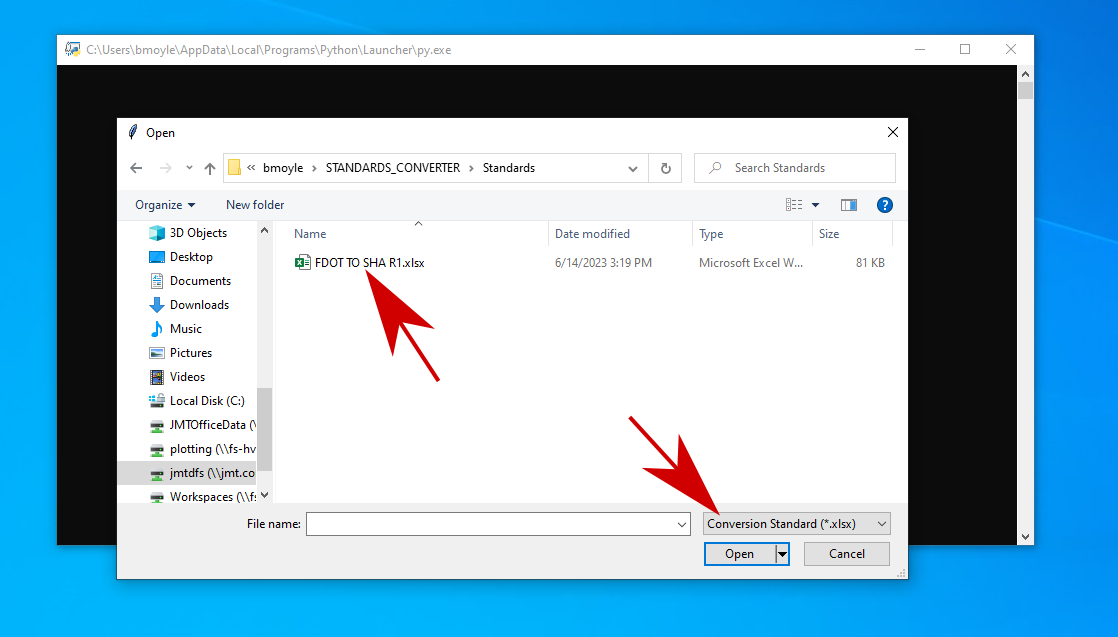 C:\Users\bmoyle\AppData\Local\Programs\Python\Launcher\py.exe
Open
« bmoyle › STANDARDS_CONVERTER › Standards
Search Standards
Organize
New folder
?
3D Objects
Desktop
Documents
Downloads
Music
Pictures
Videos
Local Disk (C:)
JMTOfficeData (\
plotting (\\fs-hv
jmtdfs (\\jmt.co
Workspaces (\\fs
Name Date modified Type Size
FDOT TO SHA R1.xlsx 6/14/2023 3:19 PM Microsoft Excel W... 81 KB
File name:
Conversion Standard (*.xlsx)
Open
Cancel